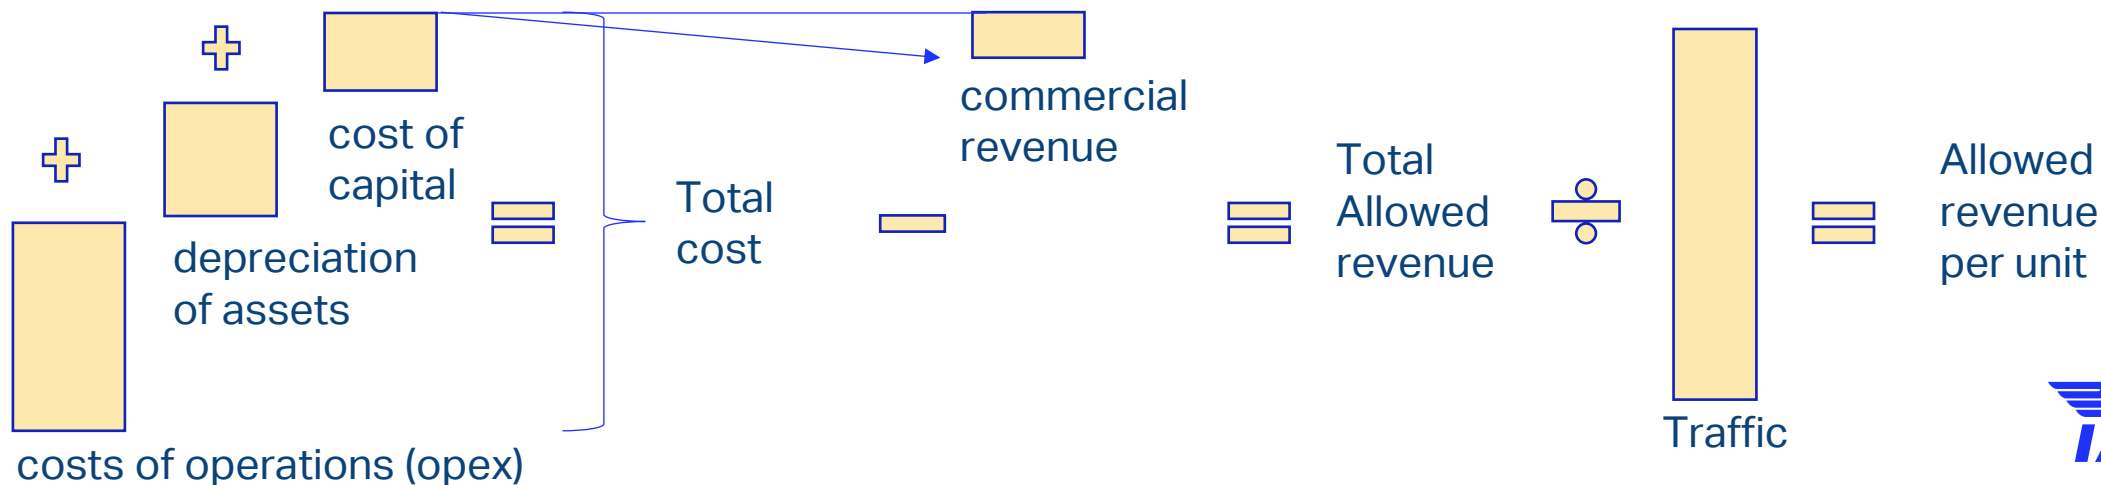 cost of
capital
depreciation
of assets
costs of operations (opex)
Total
cost
commercial
revenue
Total
Allowed
revenue
Traffic
Allowed
revenue
per unit